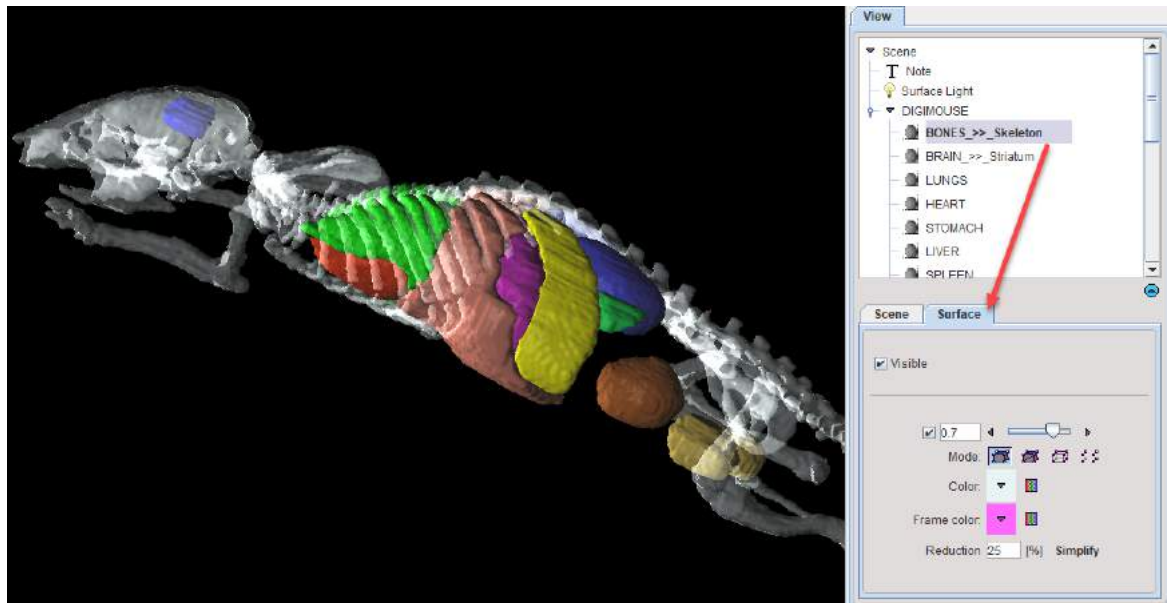 View
Scene
Note
Surface Light
DIGIMOUSE
BONES_>>_Skeleton
BRAIN_>>_Striatum
LUNGS
HEART
STOMACH
LIVER
SPLEEN
Scene Surface
Visible
0.7
Mode:
Color:
Frame color:
Reduction 25 [%] Simplify